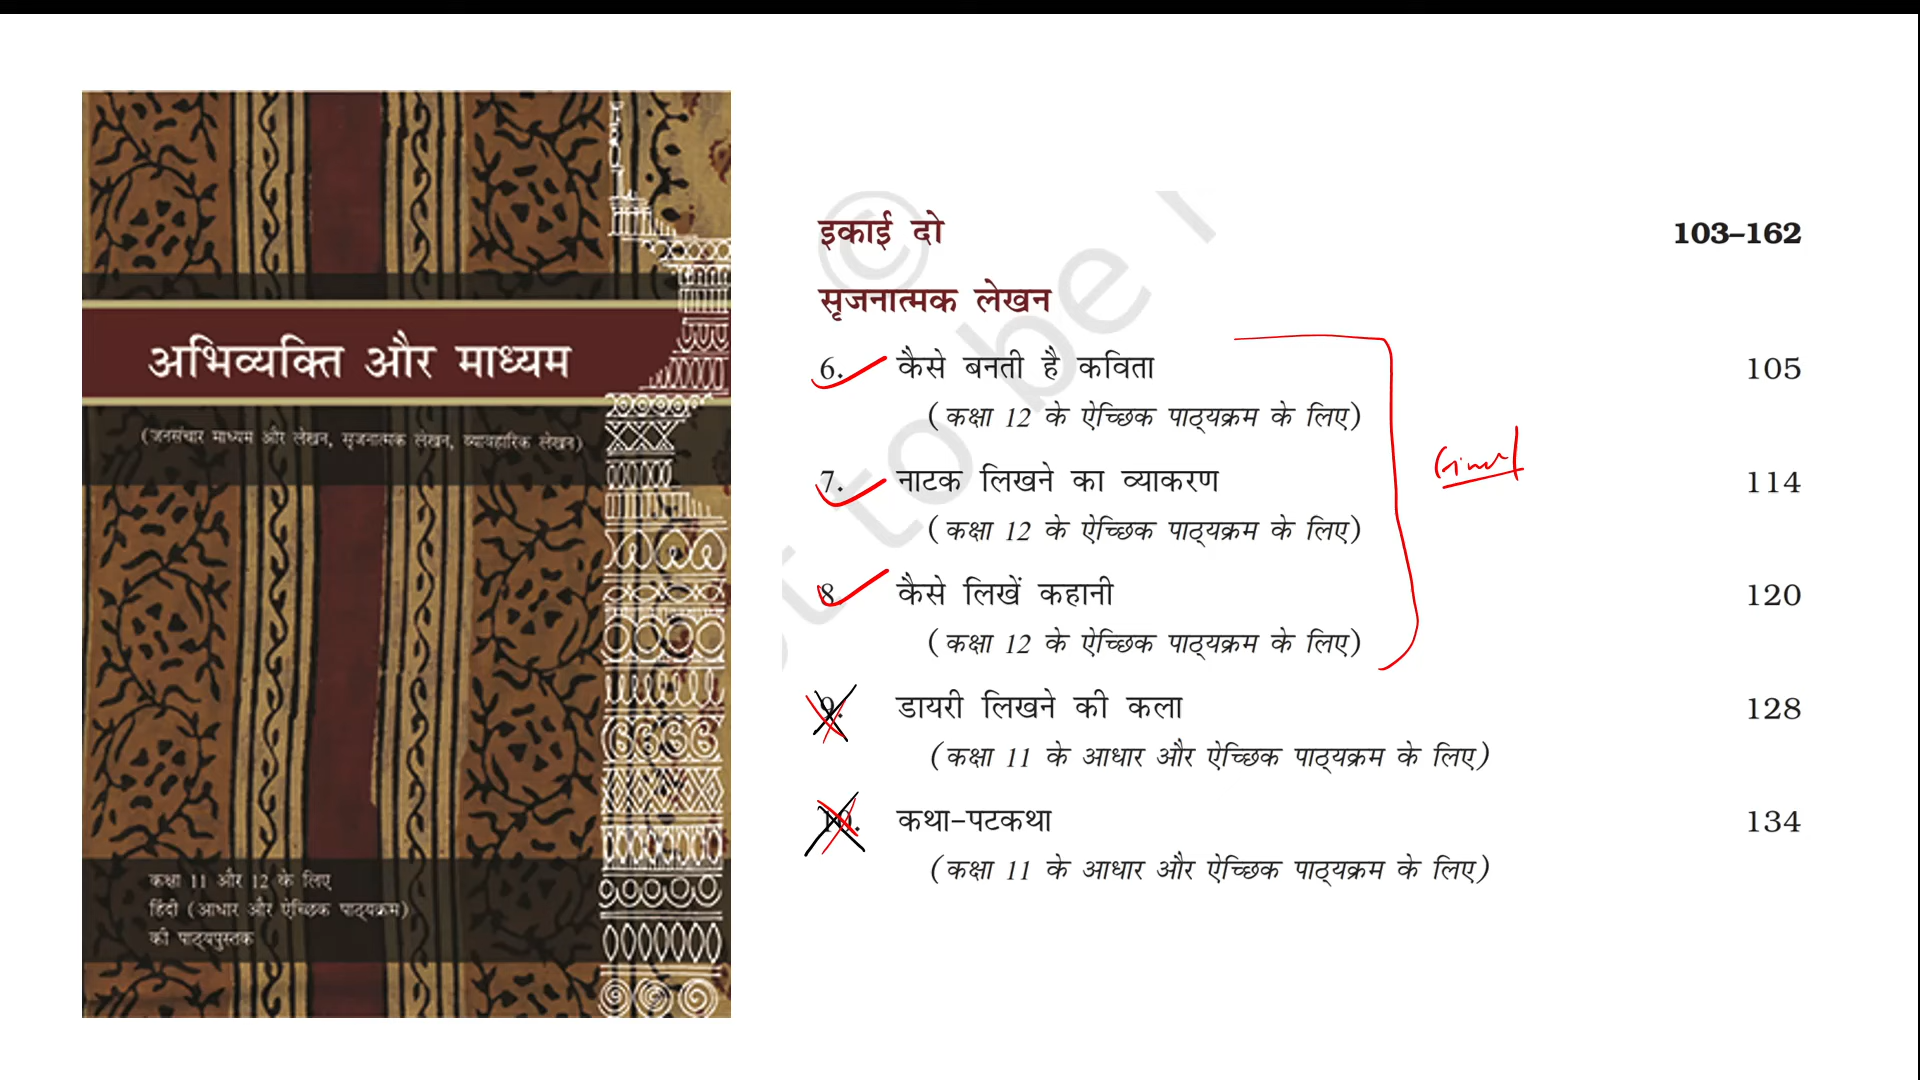 अभिव्यक्ति और माध्यम
(जनसंचार माध्यम और लेखन, सृजनात्मक लेखन, व्यावहारिक लेखन)
कक्षा 11 और 12 के लिए
हिंदी (आधार और ऐच्छिक पाठ्यक्रम)
की पाठ्यपुस्तक
इकाई दो 103–162
सृजनात्मक लेखन
6. कैसे बनती है कविता 105
(कक्षा 12 के ऐच्छिक पाठ्यक्रम के लिए)
7. नाटक लिखने का व्याकरण 114
(कक्षा 12 के ऐच्छिक पाठ्यक्रम के लिए)
8 कैसे लिखें कहानी 120
(कक्षा 12 के ऐच्छिक पाठ्यक्रम के लिए)
9. डायरी लिखने की कला 128
(कक्षा 11 के आधार और ऐच्छिक पाठ्यक्रम के लिए)
10. कथा-पटकथा 134
(कक्षा 11 के आधार और ऐच्छिक पाठ्यक्रम के लिए)
© to be